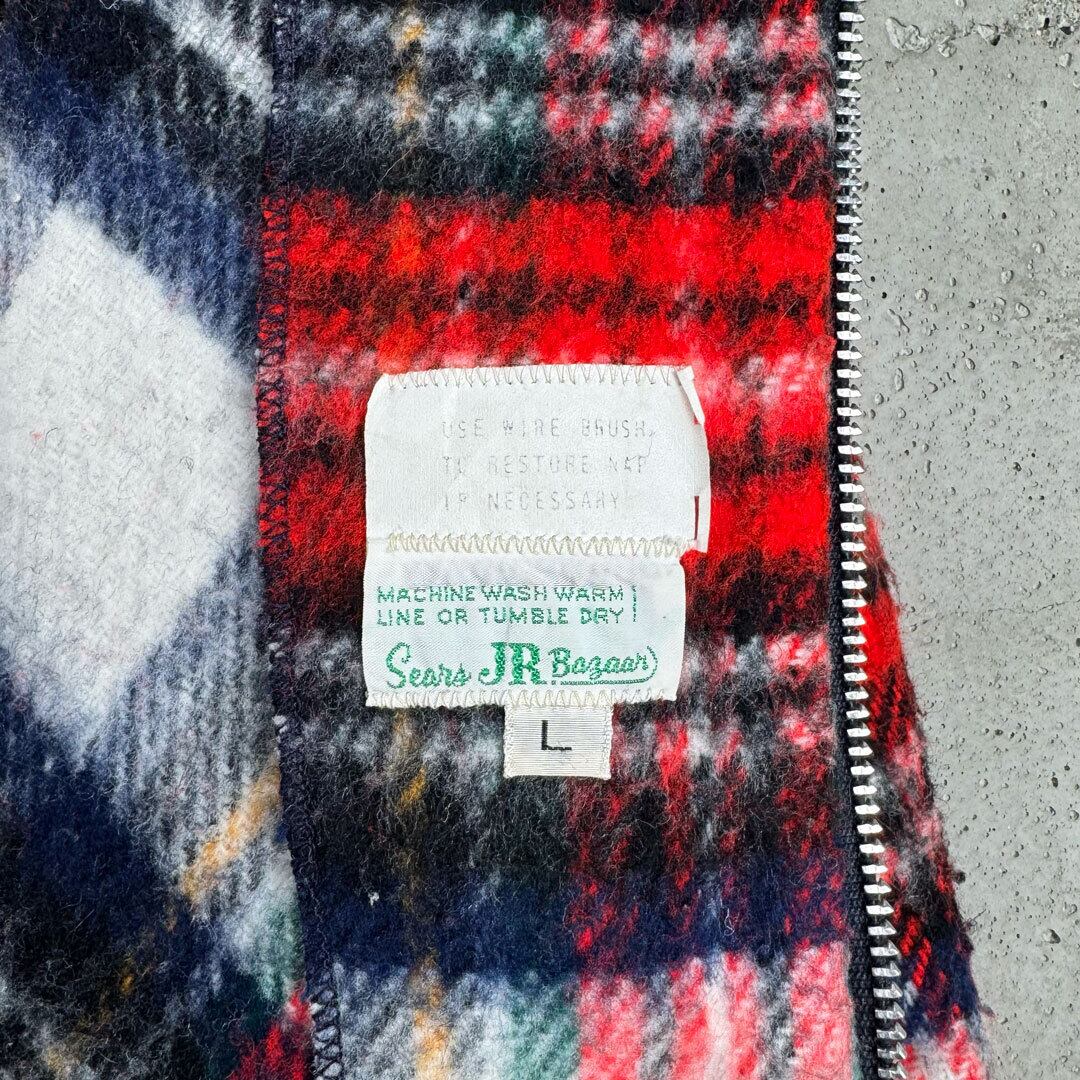 USE WIRE BRUSH
TO RESTORE NAP
IF NECESSARY
MACHINE WASH WARM
LINE OR TUMBLE DRY
Sears JR Bazaar
L